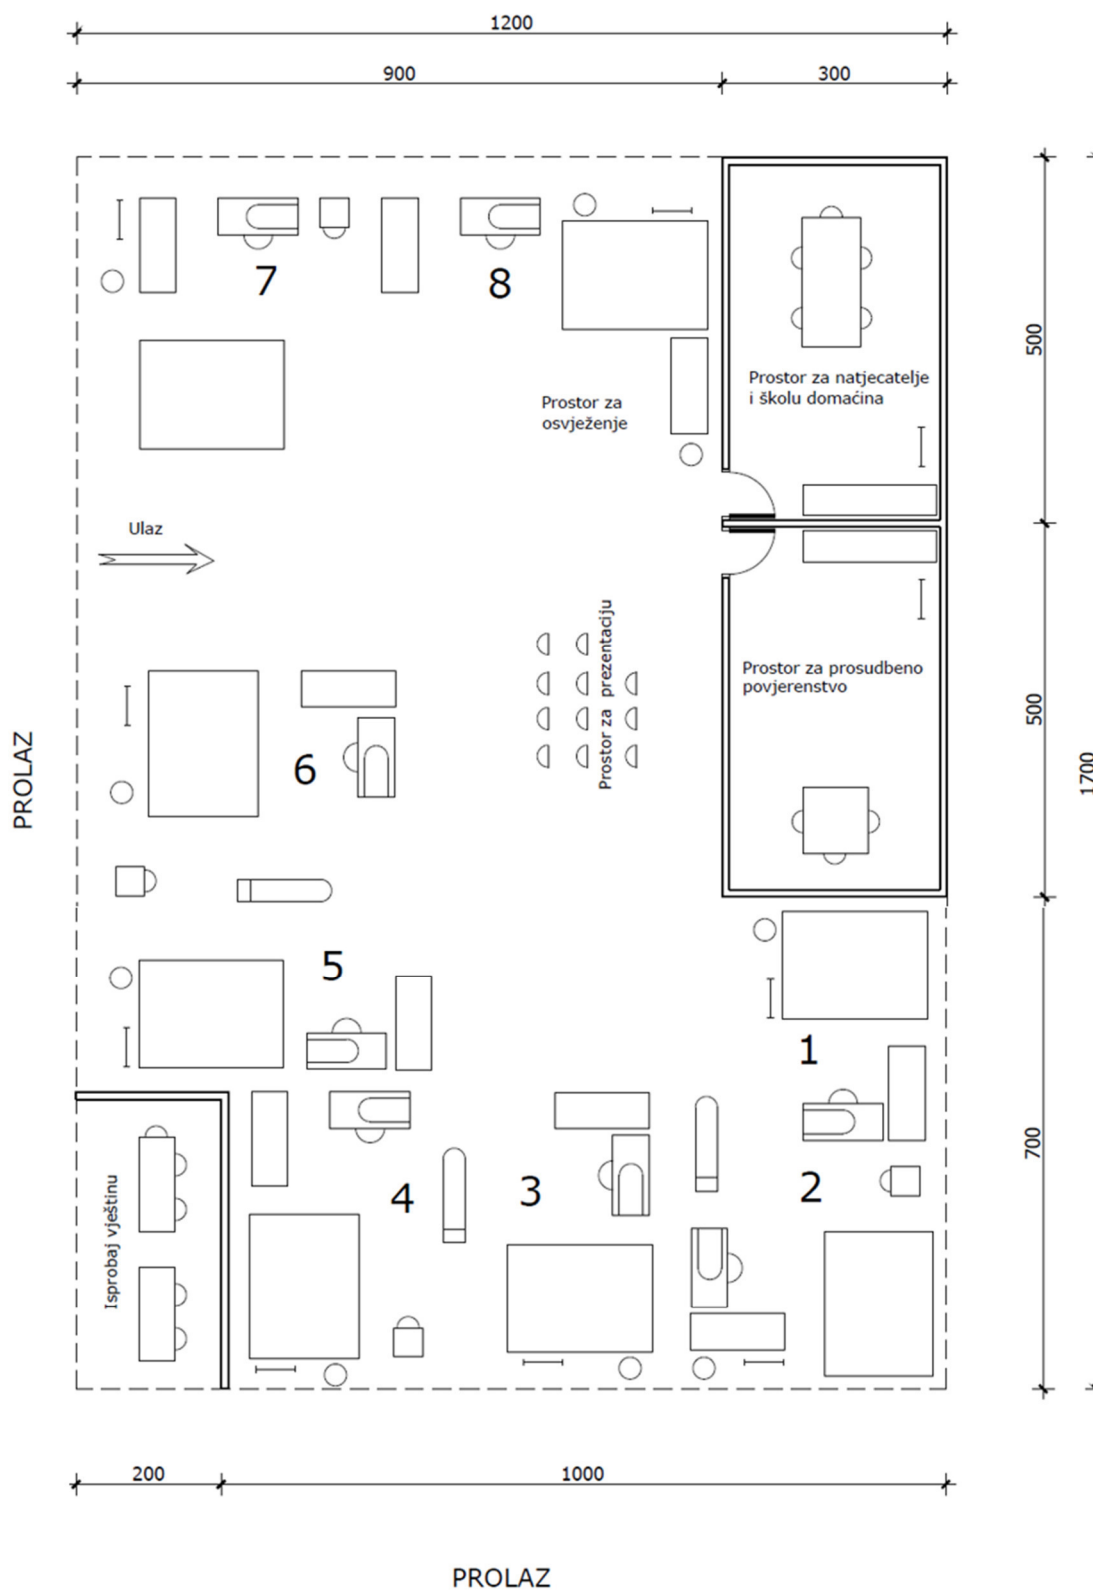 1200
900
300
7
8
500
Prostor za natjecatelje
i školu domaćina
Prostor za
osvježenje
Ulaz
Prostor za prezentaciju
Prostor za prosudbeno
povjerenstvo
500
1700
PROLAZ
6
5
1
700
Isprobaj vještinu
4
3
2
200
1000
PROLAZ